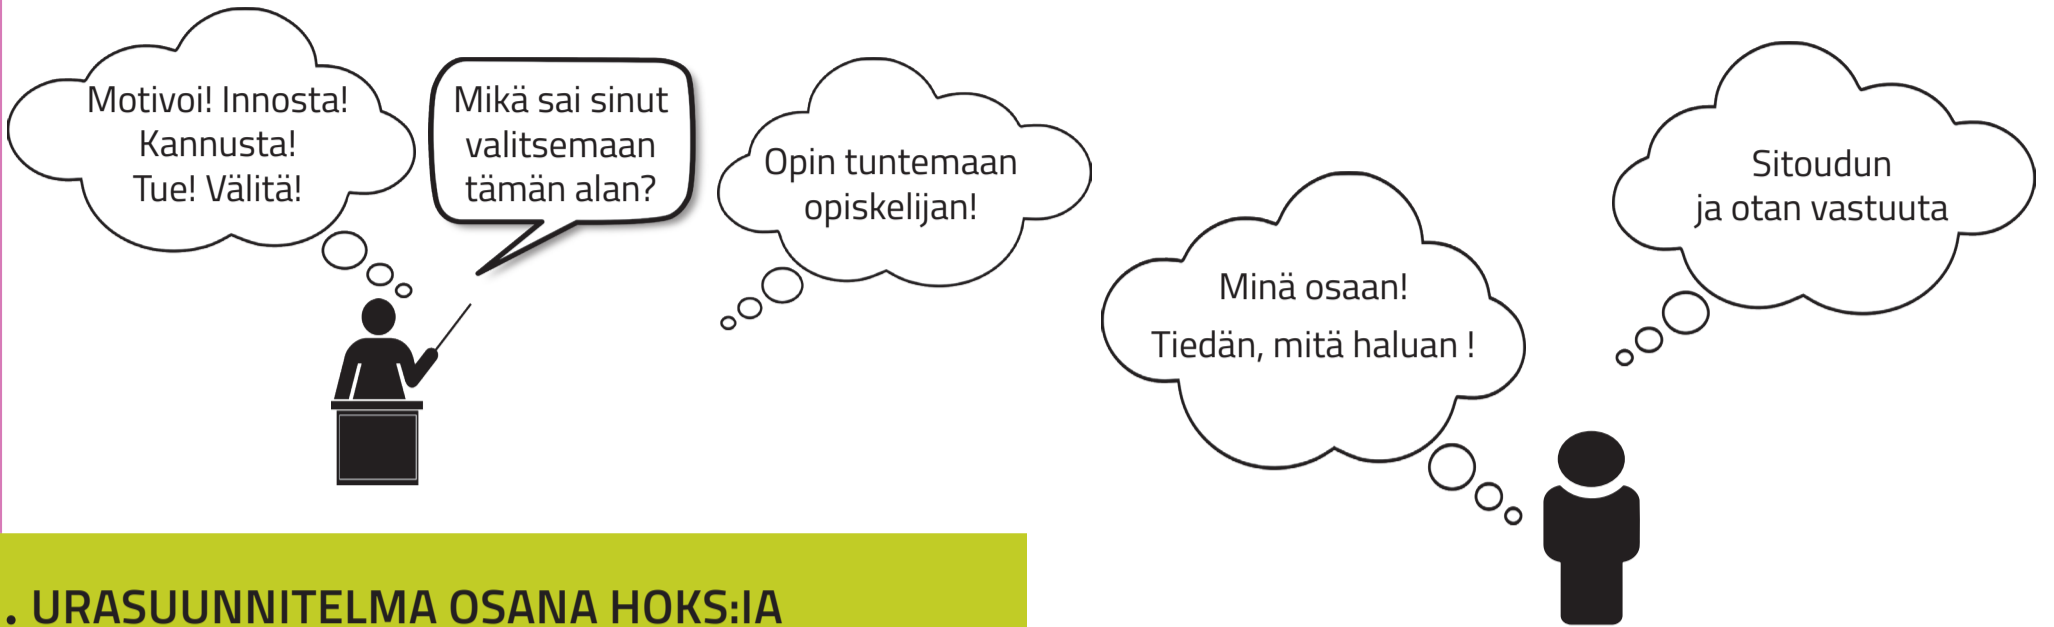 Motivoi! Innosta!
Kannusta!
Tue! Välitä!
Mikä sai sinut
valitsemaan
tämän alan?
Opin tuntemaan
opiskelijan!
Minä osaan!
Tiedän, mitä haluan !
Sitoudun
ja otan vastuuta
. URASUUNNITELMA OSANA HOKS:IA